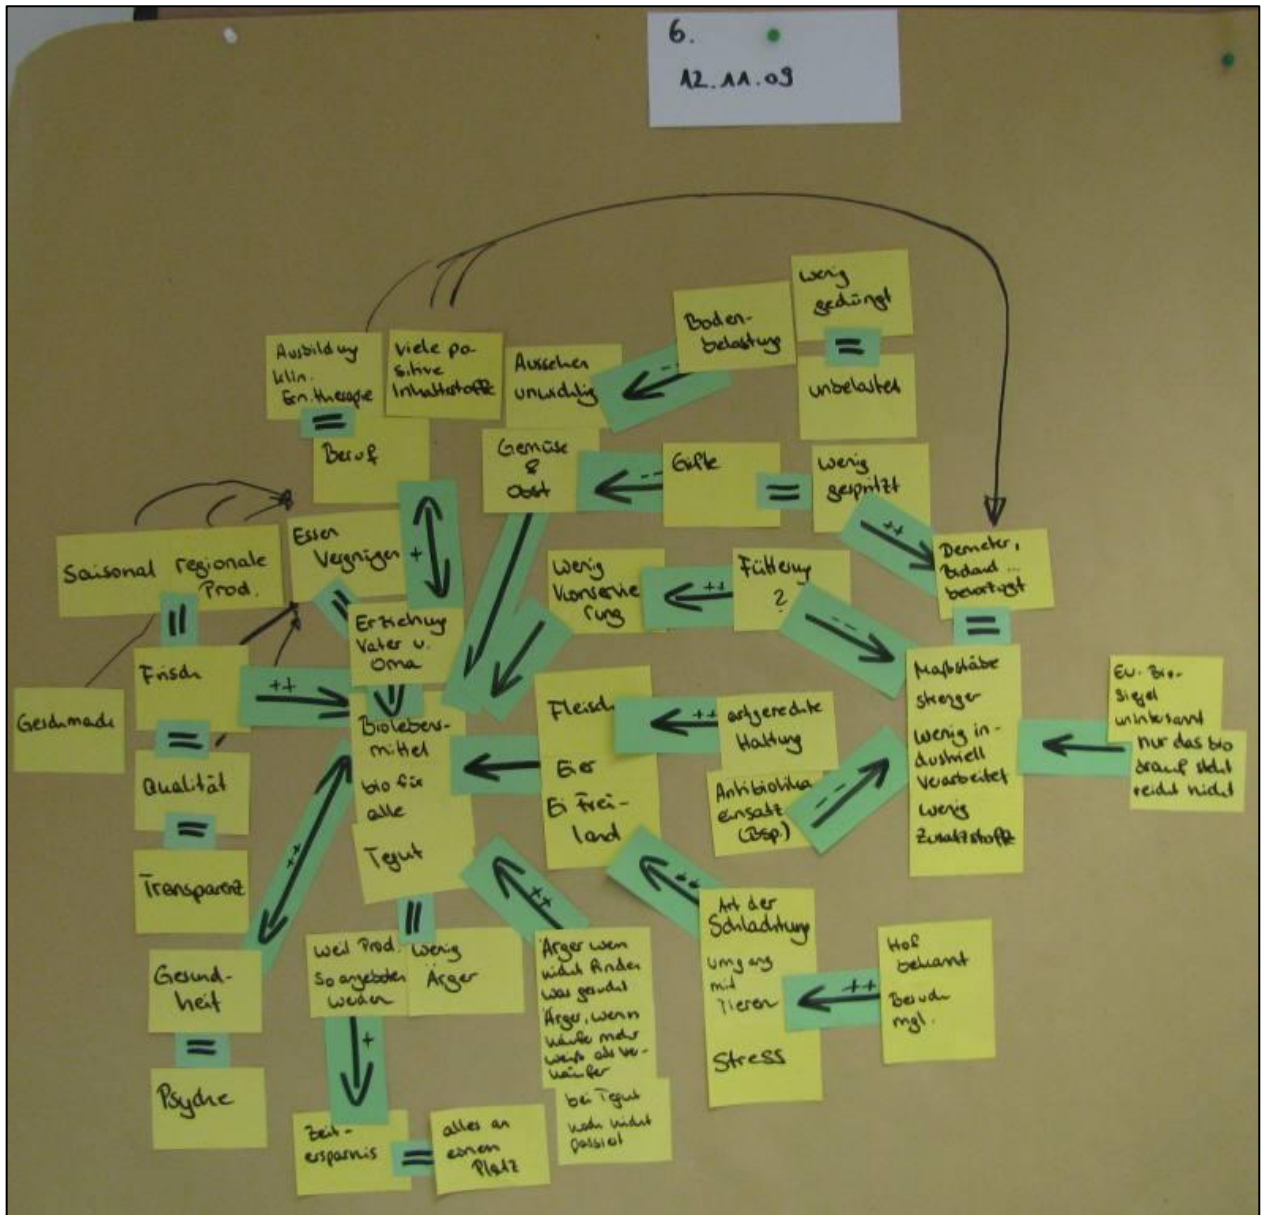 6.
12.11.09
Ausbildung
klin.
Ern.therapie
=
Beruf
viele po-
sitive
Inhaltsstoffe
Aussehen
unwichtig
--
Boden-
belastung
wenig
gedüngt
=
unbelastet
Gemüse
&
Obst
--
Gifte
=
wenig
gespritzt
++
Demeter,
Bioland ...
bevorzugt
=
Maßstäbe
strenger
wenig in-
dustriell
verarbeitet
wenig
Zusatzstoffe
EU-Bio-
Siegel
uninteressant
nur das bio
drauf steht
reicht nicht
Saisonal regionale
Prod.
=
Frisch
=
Qualität
=
Transparenz
Geschmack
++
Essen
Vergnügen
=
+
Erziehung
Vater u.
Oma
Biolebens-
mittel
bio für
alle
Tegut
wenig
Konservie
rung
++
Fütterung
?
--
Fleisch
Eier
Ei Frei-
land
++
artgerechte
Haltung
Antibiotika
einsatz
(Bsp.)
--
++
Gesund-
heit
=
Psyche
=
weil Prod.
so angeboten
werden
wenig
Ärger
+
Zeit-
ersparnis
=
alles an
einen
Platz
++
Ärger wenn
nicht finden
was gesucht
Ärger, wenn
Käufer mehr
weiß als Ver-
käufer
bei Tegut
noch nicht
passiert
++
Art der
Schlachtung
Umgang
mit
Tieren
Stress
++
Hof
bekannt
Besuch
mgl.